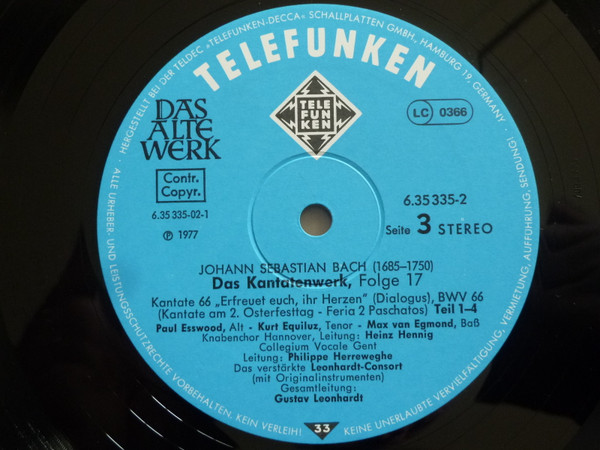 HERGESTELLT BEI DER TELDEC »TELEFUNKEN-DECCA« SCHALLPLATTEN GMBH., HAMBURG 19, GERMANY ·
TELEFUNKEN
DAS
ALTE
WERK
TELE
FUN
KEN
LC 0366
Contr.
Copyr.
6.35 335-02-1
℗ 1977
6.35 335-2
Seite 3 STEREO
JOHANN SEBASTIAN BACH (1685–1750)
Das Kantatenwerk, Folge 17
Kantate 66 „Erfreuet euch, ihr Herzen" (Dialogus), BWV 66
(Kantate am 2. Osterfesttag - Feria 2 Paschatos) Teil 1–4
Paul Esswood, Alt - Kurt Equiluz, Tenor - Max van Egmond, Baß
Knabenchor Hannover, Leitung: Heinz Hennig
Collegium Vocale Gent
Leitung: Philippe Herreweghe
Das verstärkte Leonhardt-Consort
(mit Originalinstrumenten)
Gesamtleitung:
Gustav Leonhardt
ALLE URHEBER- UND LEISTUNGSSCHUTZRECHTE VORBEHALTEN. KEIN VERLEIH!
33
KEINE UNERLAUBTE VERVIELFÄLTIGUNG, VERMIETUNG, AUFFÜHRUNG, SENDUNG!